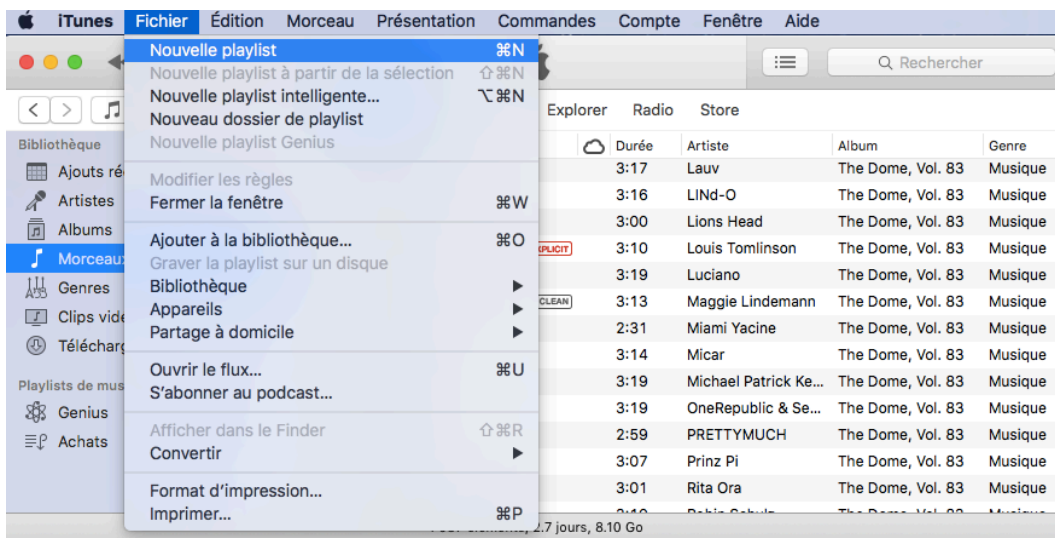 iTunes Fichier Édition Morceau Présentation Commandes Compte Fenêtre Aide
Nouvelle playlist ⌘N
Nouvelle playlist à partir de la sélection ⇧⌘N
Nouvelle playlist intelligente... ⌥⌘N
Nouveau dossier de playlist
Nouvelle playlist Genius
Modifier les règles
Fermer la fenêtre ⌘W
Ajouter à la bibliothèque... ⌘O
Graver la playlist sur un disque
Bibliothèque
Appareils
Partage à domicile
Ouvrir le flux... ⌘U
S'abonner au podcast...
Afficher dans le Finder ⇧⌘R
Convertir
Format d'impression...
Imprimer... ⌘P
Rechercher
Explorer Radio Store
Bibliothèque
Ajouts ré
Artistes
Albums
Morceaux
Genres
Clips vidé
Télécharg
Playlists de mus
Genius
Achats
Durée Artiste Album Genre
3:17 Lauv The Dome, Vol. 83 Musique
3:16 LINd-O The Dome, Vol. 83 Musique
3:00 Lions Head The Dome, Vol. 83 Musique
XPLICIT 3:10 Louis Tomlinson The Dome, Vol. 83 Musique
3:19 Luciano The Dome, Vol. 83 Musique
CLEAN 3:13 Maggie Lindemann The Dome, Vol. 83 Musique
2:31 Miami Yacine The Dome, Vol. 83 Musique
3:14 Micar The Dome, Vol. 83 Musique
3:19 Michael Patrick Ke... The Dome, Vol. 83 Musique
3:19 OneRepublic & Se... The Dome, Vol. 83 Musique
2:59 PRETTYMUCH The Dome, Vol. 83 Musique
3:07 Prinz Pi The Dome, Vol. 83 Musique
3:01 Rita Ora The Dome, Vol. 83 Musique
2.7 jours, 8.10 Go